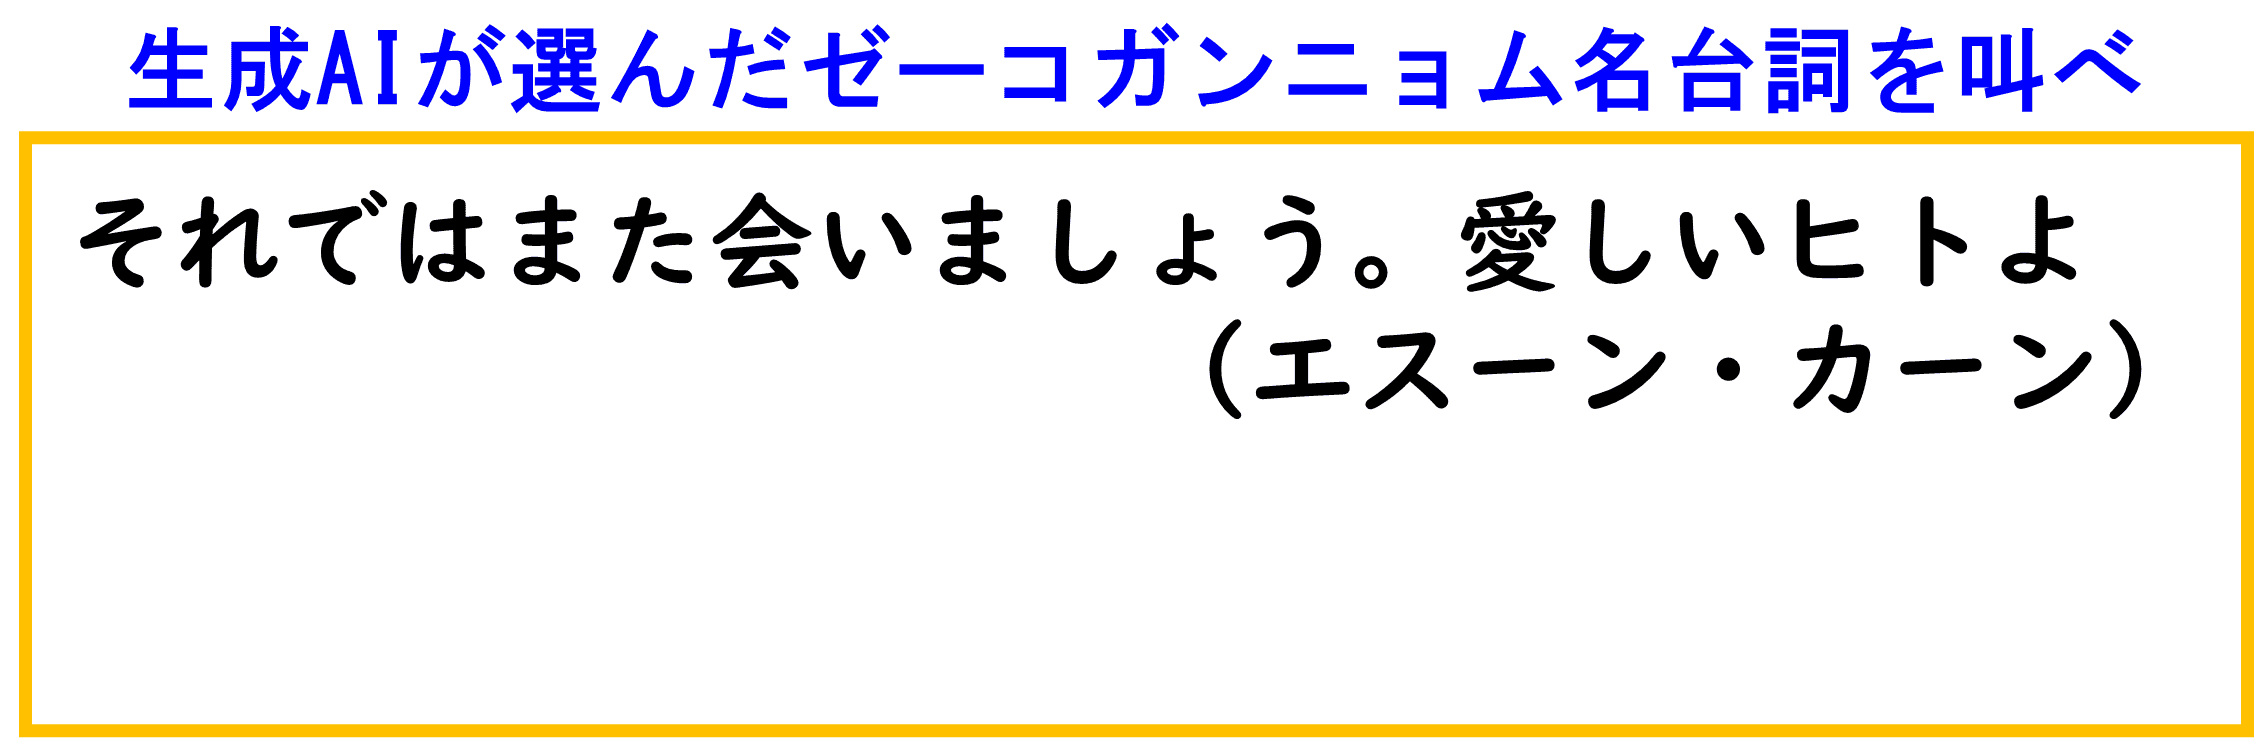 生成AIが選んだゼーコガンニョム名台詞を叫べ
それではまた会いましょう。愛しいヒトよ
（エスーン・カーン）